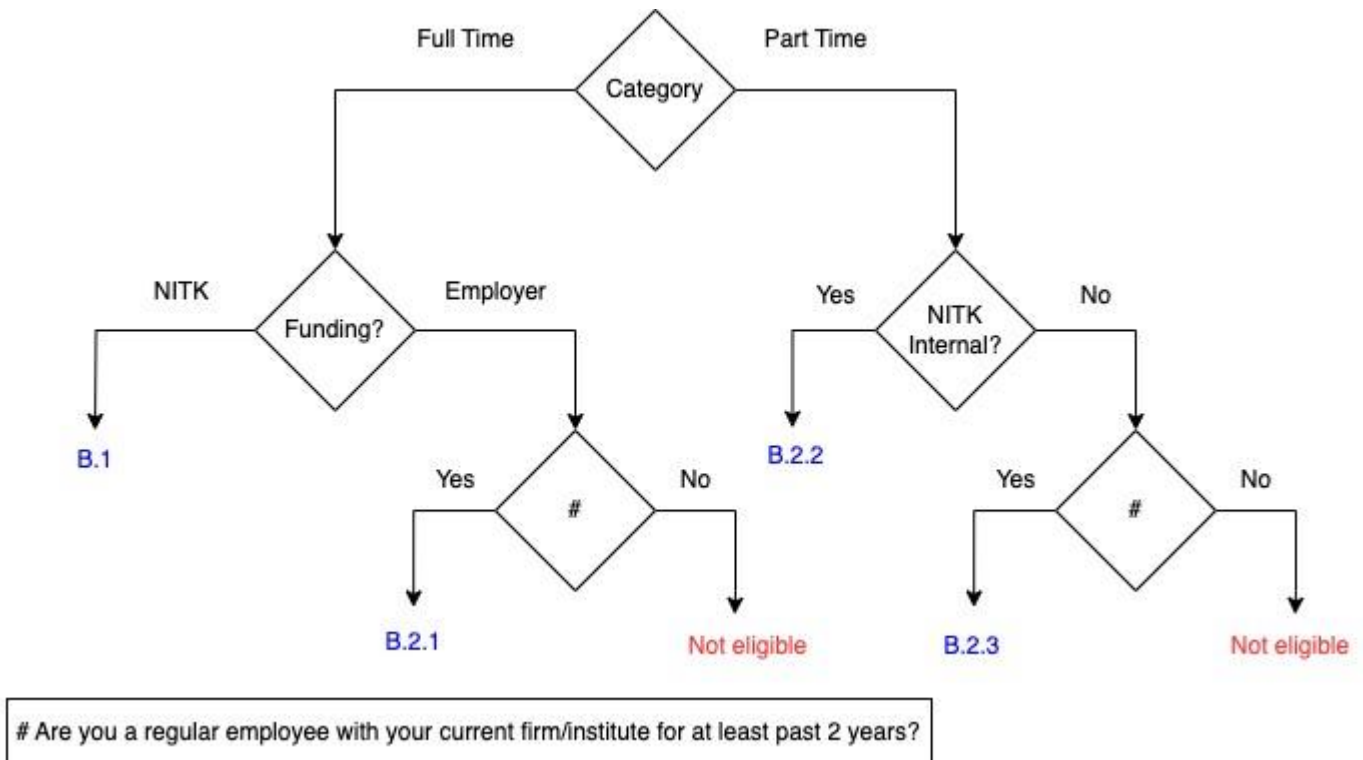 Full Time
Part Time
Category
NITK
Employer
Funding?
Yes
No
NITK
Internal?
B.1
B.2.2
Yes
No
#
Yes
No
#
B.2.1
Not eligible
B.2.3
Not eligible
# Are you a regular employee with your current firm/institute for at least past 2 years?